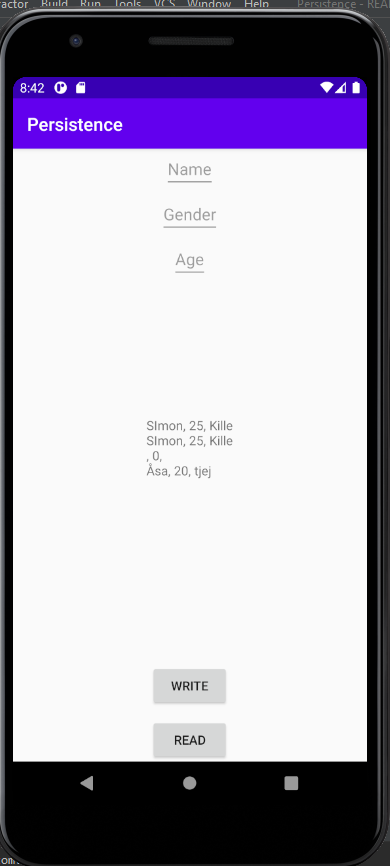 Build Run Tools VCS Window Help Persistence - REA
8:42
Persistence
Name
Gender
Age
SImon, 25, Kille
SImon, 25, Kille
, 0,
Åsa, 20, tjej
WRITE
READ